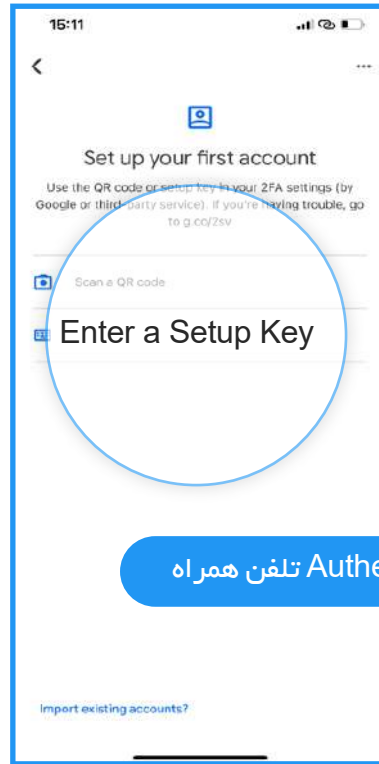 15:11
Set up your first account
Use the QR code or setup key in your 2FA settings (by
Google or third-party service). If you're having trouble, go
to g.co/2sv
Scan a QR code
Enter a Setup Key
تلفن همراه Authe
Import existing accounts?